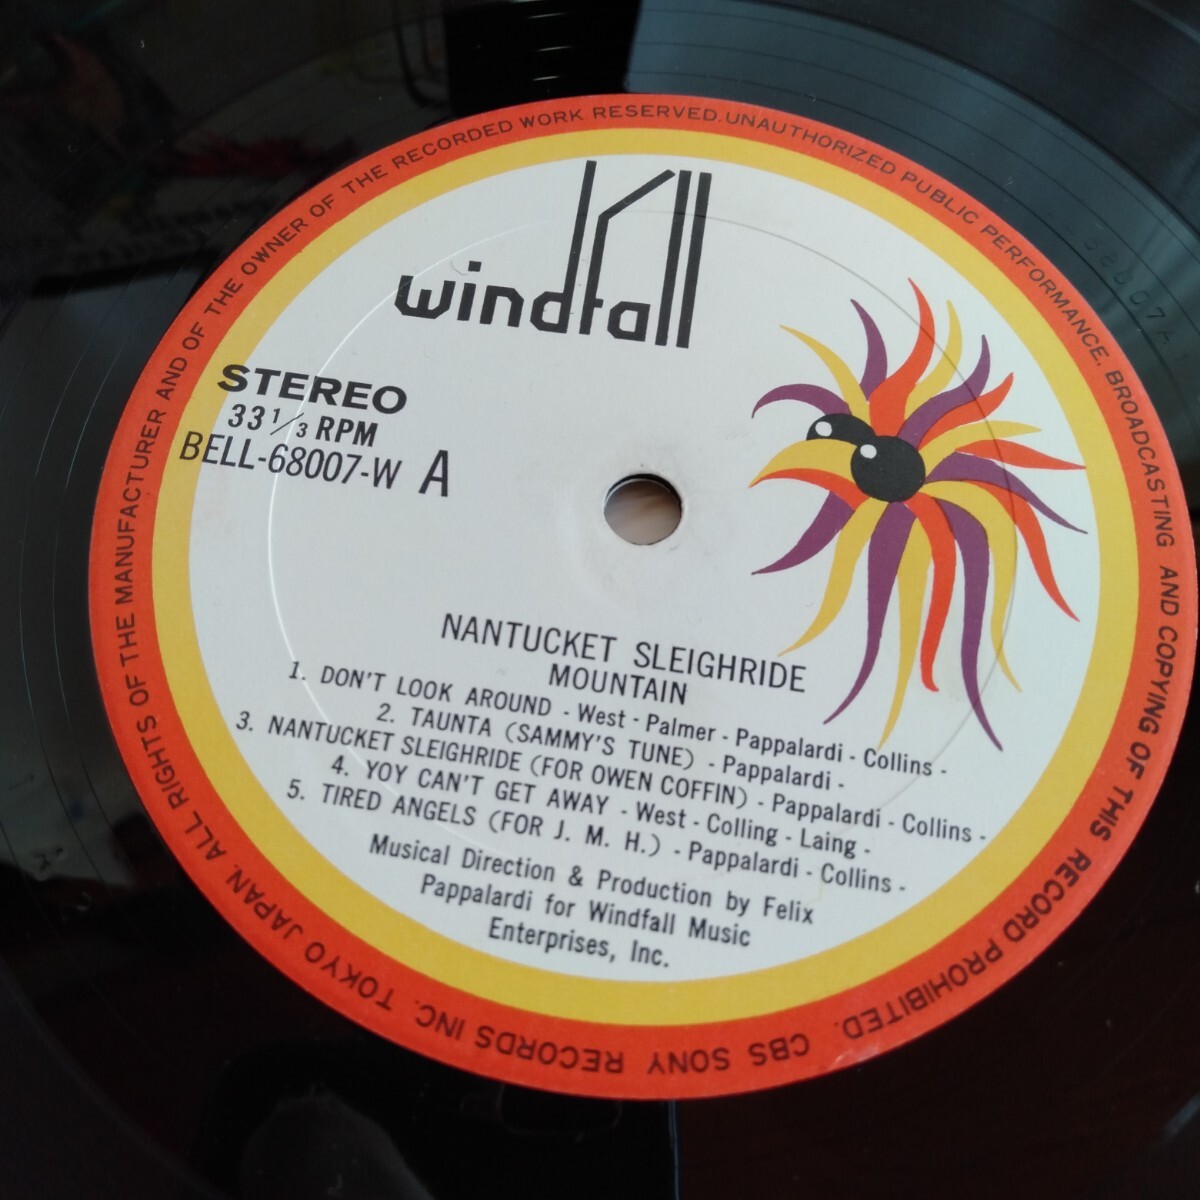 windfall
STEREO
33 1/3 RPM
BELL-68007-W A
NANTUCKET SLEIGHRIDE
MOUNTAIN
1. DON'T LOOK AROUND - West - Palmer - Pappalardi - Collins -
2. TAUNTA (SAMMY'S TUNE) - Pappalardi -
3. NANTUCKET SLEIGHRIDE (FOR OWEN COFFIN) - Pappalardi - Collins -
4. YOY CAN'T GET AWAY - West - Colling - Laing -
5. TIRED ANGELS (FOR J. M. H.) - Pappalardi - Collins -
Musical Direction & Production by Felix
Pappalardi for Windfall Music
Enterprises, Inc.
CBS SONY RECORDS INC. TOKYO JAPAN. ALL RIGHTS OF THE MANUFACTURER AND OF THE OWNER OF THE RECORDED WORK RESERVED. UNAUTHORIZED PUBLIC PERFORMANCE, BROADCASTING AND COPYING OF THIS RECORD PROHIBITED.